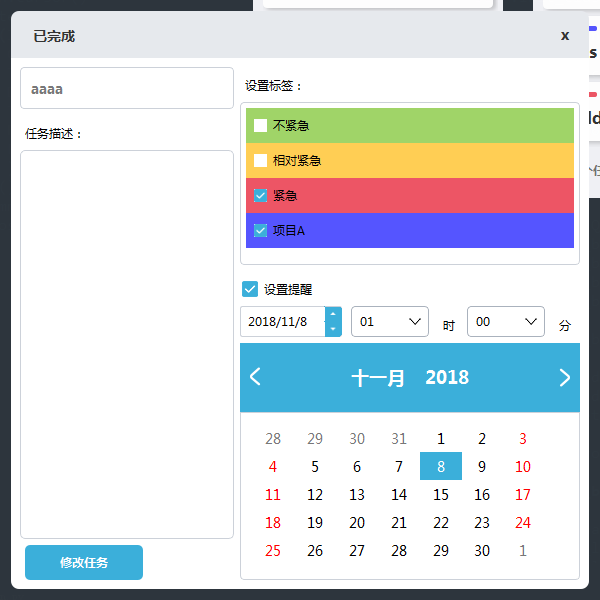 已完成
x
aaaa
任务描述：
修改任务
设置标签：
不紧急
相对紧急
紧急
项目A
设置提醒
2018/11/8 01 时 00 分
十一月 2018
28 29 30 31 1 2 3
4 5 6 7 8 9 10
11 12 13 14 15 16 17
18 19 20 21 22 23 24
25 26 27 28 29 30 1